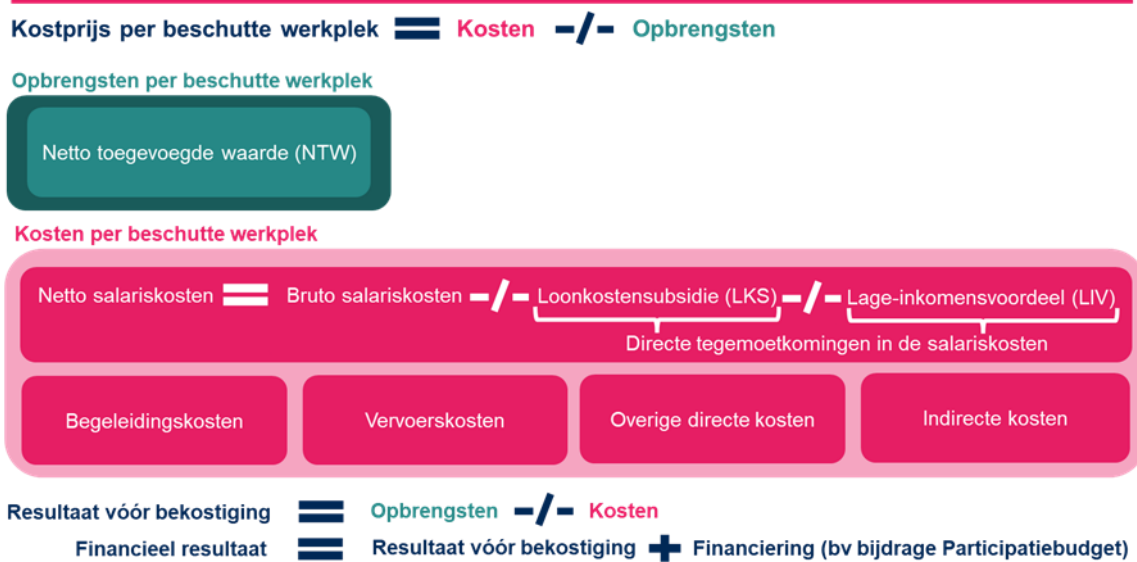 Kostprijs per beschutte werkplek = Kosten -/- Opbrengsten
Opbrengsten per beschutte werkplek
Netto toegevoegde waarde (NTW)
Kosten per beschutte werkplek
Netto salariskosten = Bruto salariskosten -/- Loonkostensubsidie (LKS) -/- Lage-inkomensvoordeel (LIV)
Directe tegemoetkomingen in de salariskosten
Begeleidingskosten Vervoerskosten Overige directe kosten Indirecte kosten
Resultaat vóór bekostiging = Opbrengsten -/- Kosten
Financieel resultaat = Resultaat vóór bekostiging + Financiering (bv bijdrage Participatiebudget)